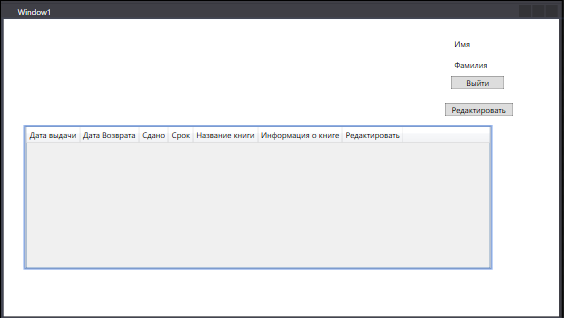 Window1
Имя
Фамилия
Выйти
Редактировать
Дата выдачи Дата Возврата Сдано Срок Название книги Информация о книге Редактировать